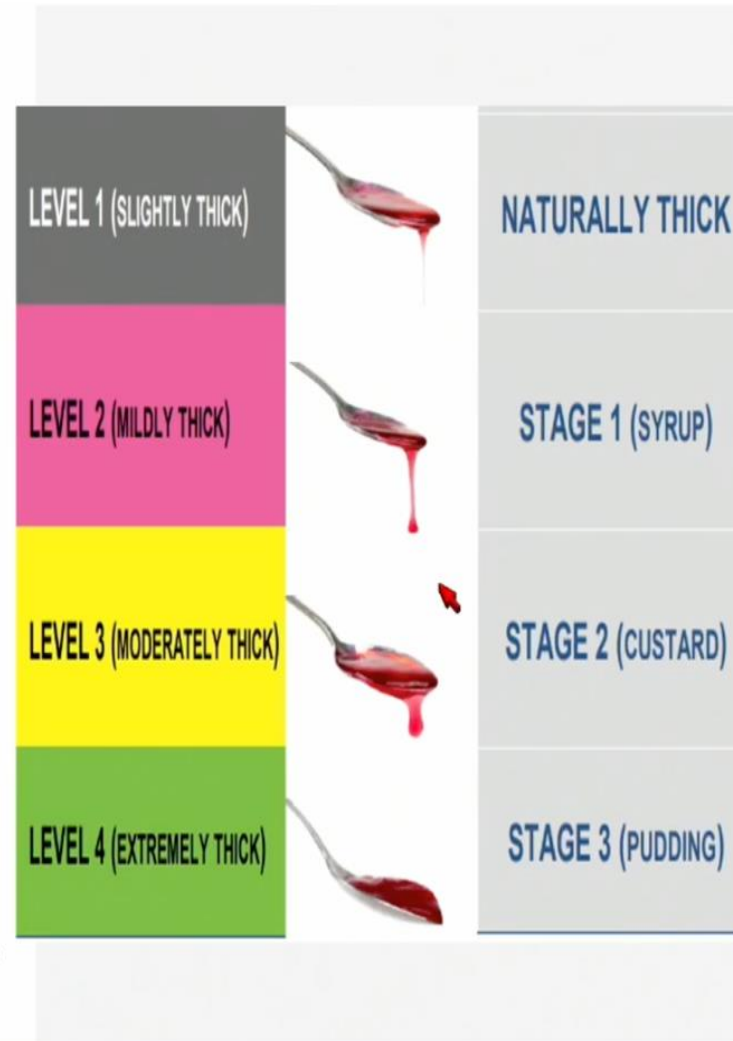 LEVEL 1 (SLIGHTLY THICK)
NATURALLY THICK
LEVEL 2 (MILDLY THICK)
STAGE 1 (SYRUP)
LEVEL 3 (MODERATELY THICK)
STAGE 2 (CUSTARD)
LEVEL 4 (EXTREMELY THICK)
STAGE 3 (PUDDING)